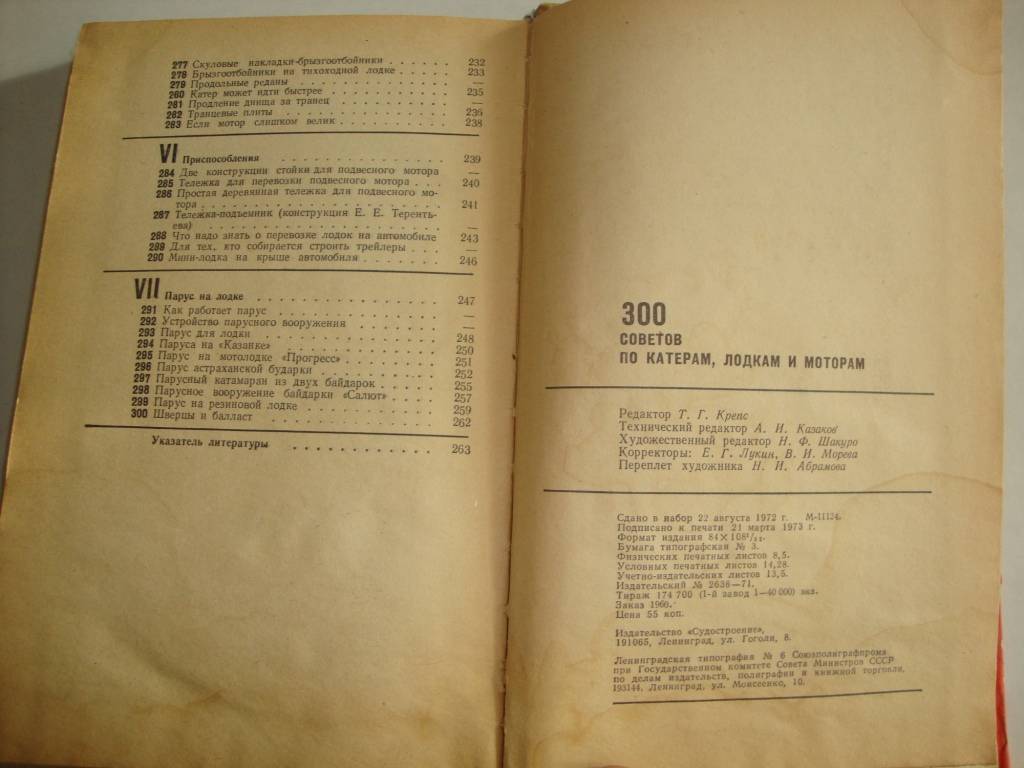 277 Скуловые накладки-брызгоотбойники . . . . . . 232
278 Брызгоотбойники на тихоходной лодке . . . . . 233
279 Продольные реданы . . . . . . . . . . —
280 Катер может идти быстрее . . . . . . . . 235
281 Продление днища за транец . . . . . . . . —
282 Транцевые плиты . . . . . . . . . . . 236
283 Если мотор слишком велик . . . . . . . . 238
VI Приспособления . . . . . . . . . . . . 239
284 Две конструкции стойки для подвесного мотора —
285 Тележка для перевозки подвесного мотора . . . 240
286 Простая деревянная тележка для подвесного мо-
тора . . . . . . . . . . . . . . 241
287 Тележка-подъемник (конструкция Е. Е. Теренть-
ева) . . . . . . . . . . . . . . —
288 Что надо знать о перевозке лодок на автомобиле 243
289 Для тех, кто собирается строить трейлеры . . . —
290 Мини-лодка на крыше автомобиля . . . . . . 246
VII Парус на лодке . . . . . . . . . . . . 247
291 Как работает парус . . . . . . . . . . —
292 Устройство парусного вооружения . . . . . . —
293 Парус для лодки . . . . . . . . . . . 248
294 Паруса на «Казанке» . . . . . . . . . . 250
295 Парус на мотолодке «Прогресс» . . . . . . . 251
296 Парус астраханской бударки . . . . . . . . 252
297 Парусный катамаран из двух байдарок . . . . . 255
298 Парусное вооружение байдарки «Салют» . . . . 257
299 Парус на резиновой лодке . . . . . . . . 259
300 Шверцы и балласт . . . . . . . . . . 262
Указатель литературы . . . . . . . . . . 263
300
СОВЕТОВ
ПО КАТЕРАМ, ЛОДКАМ И МОТОРАМ
Редактор Т. Г. Крепс
Технический редактор А. И. Казаков
Художественный редактор Н. Ф. Шакуро
Корректоры: Е. Г. Лукин, В. И. Морева
Переплет художника Н. И. Абрамова
Сдано в набор 22 августа 1972 г. М-11124.
Подписано к печати 21 марта 1973 г.
Формат издания 84×108¹/₃₂.
Бумага типографская № 3.
Физических печатных листов 8,5.
Условных печатных листов 14,28.
Учетно-издательских листов 13,5.
Издательский № 2638—71.
Тираж 174 700 (1-й завод 1—40 000) экз.
Заказ 1966.
Цена 55 коп.
Издательство «Судостроение»,
191065, Ленинград, ул. Гоголя, 8.
Ленинградская типография № 6 Союзполиграфпрома
при Государственном комитете Совета Министров СССР
по делам издательств, полиграфии и книжной торговли.
193144, Ленинград, ул. Моисеенко, 10.